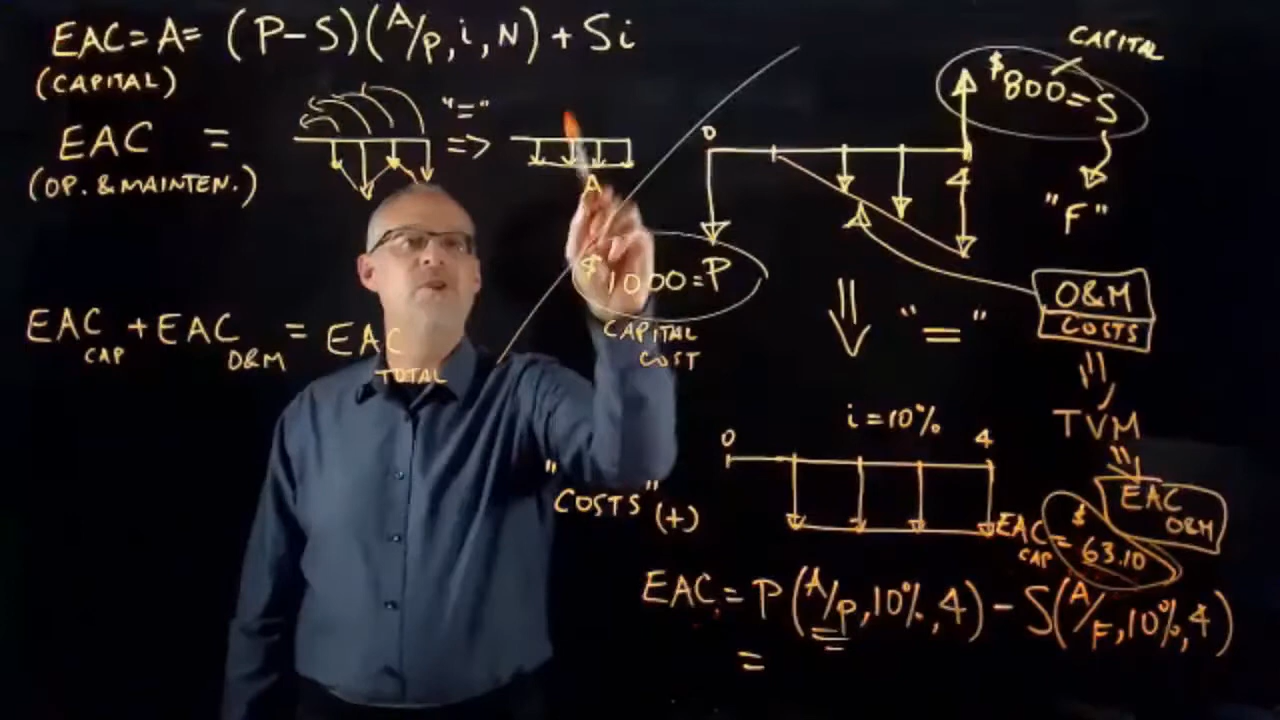 EAC = A = (P-S)(A/P, i, N) + Si
(CAPITAL)
EAC =
(OP. & MAINTEN.)
"="
=>
A
EAC CAP + EAC O&M = EAC TOTAL
CAPITAL
$800 = S
"F"
0
4
$1000 = P
CAPITAL
COST
O&M
COSTS
"="
TVM
EAC O&M
i = 10%
0
4
"COSTS" (+)
EAC CAP = $63.10
EAC = P(A/P, 10%, 4) - S(A/F, 10%, 4)
=